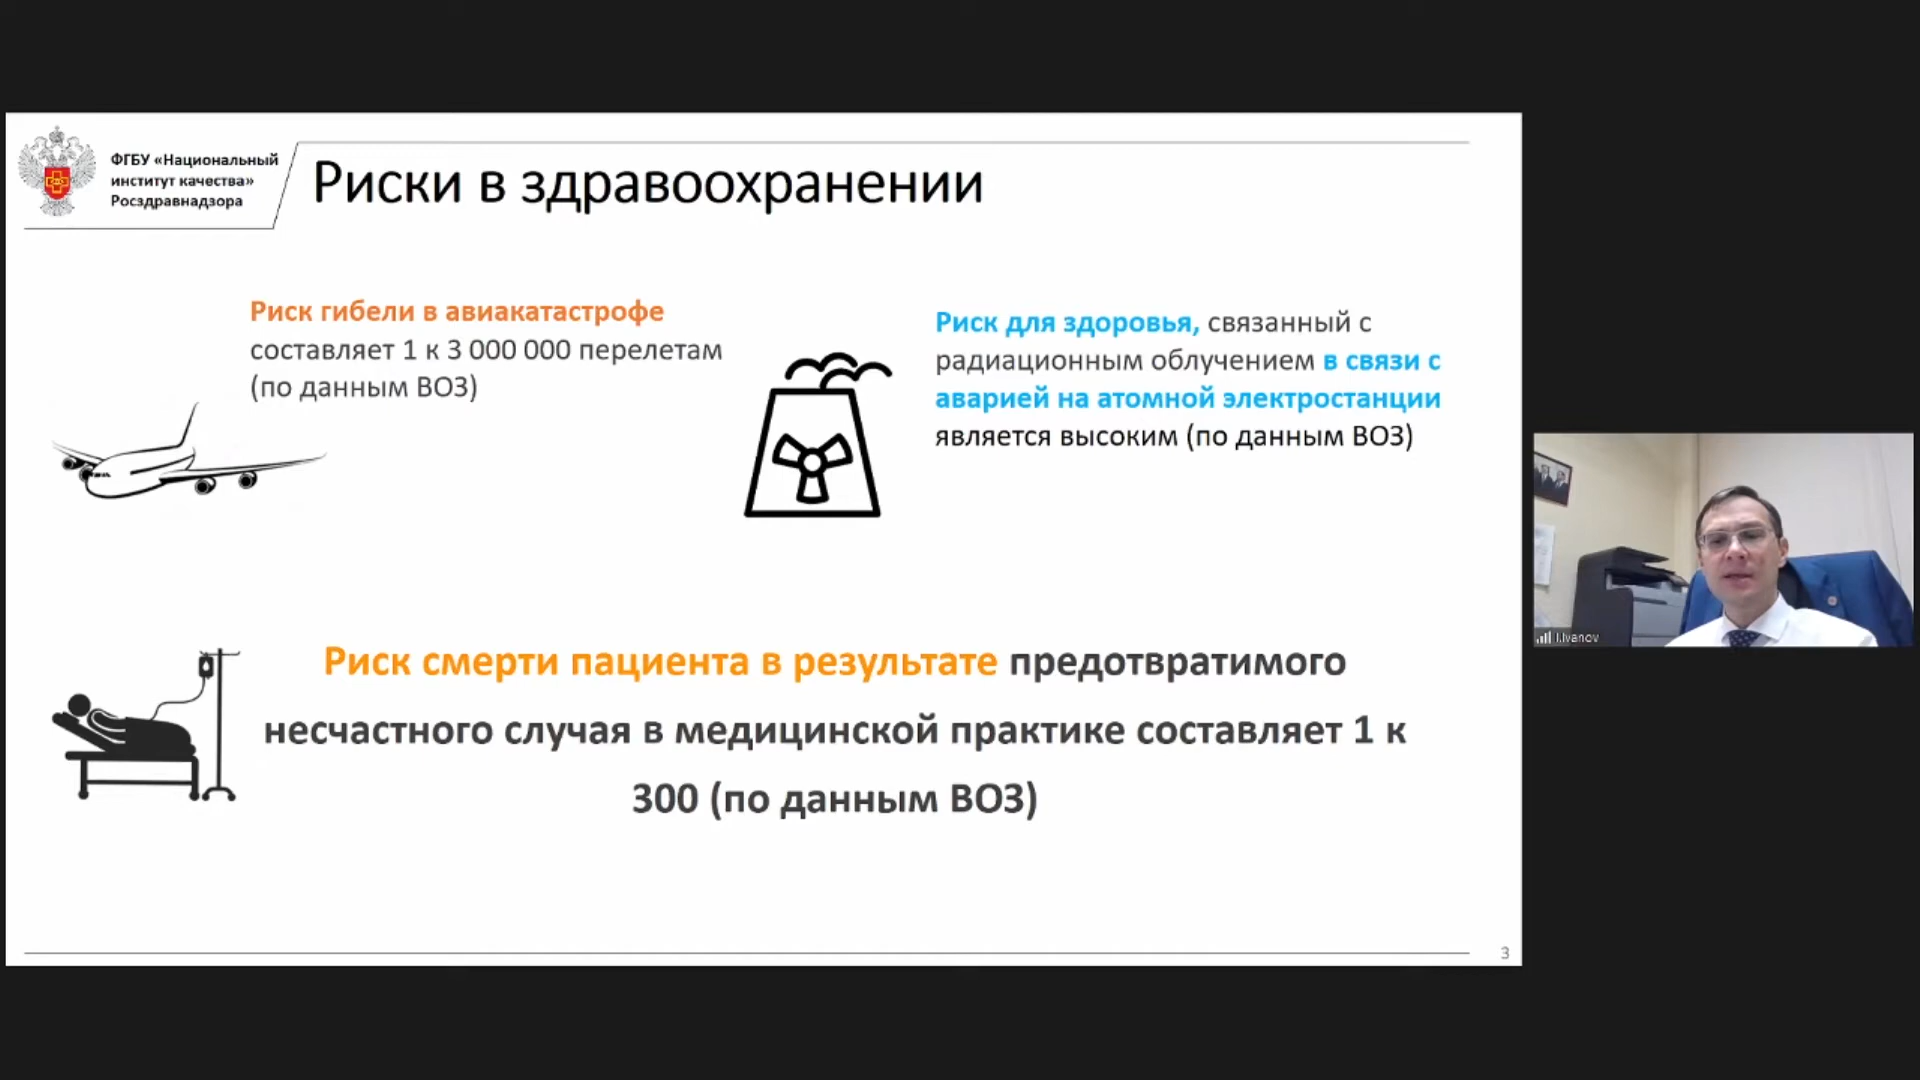 ФГБУ «Национальный
институт качества»
Росздравнадзора
Риски в здравоохранении
Риск гибели в авиакатастрофе
составляет 1 к 3 000 000 перелетам
(по данным ВОЗ)
Риск для здоровья, связанный с
радиационным облучением в связи с
аварией на атомной электростанции
является высоким (по данным ВОЗ)
Риск смерти пациента в результате предотвратимого
несчастного случая в медицинской практике составляет 1 к
300 (по данным ВОЗ)
3
I.Ivanov